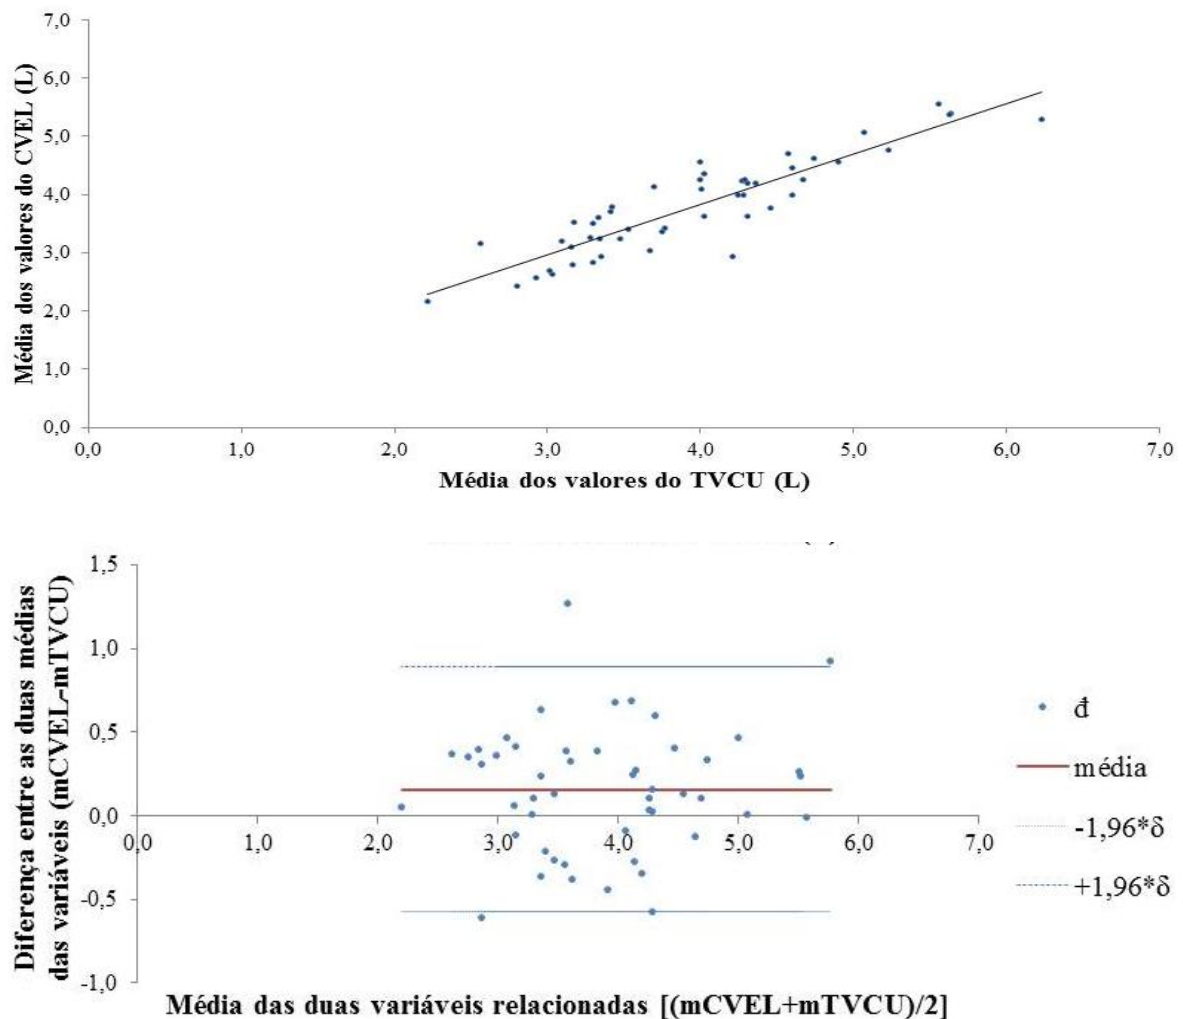 7,0
6,0
5,0
4,0
3,0
2,0
1,0
0,0
Média dos valores do CVEL (L)
0,0 1,0 2,0 3,0 4,0 5,0 6,0 7,0
Média dos valores do TVCU (L)
1,5
1,0
0,5
0,0
-0,5
-1,0
Diferença entre as duas médias
das variáveis (mCVEL-mTVCU)
0,0 1,0 2,0 3,0 4,0 5,0 6,0 7,0
Média das duas variáveis relacionadas [(mCVEL+mTVCU)/2]
đ
média
-1,96*δ
+1,96*δ